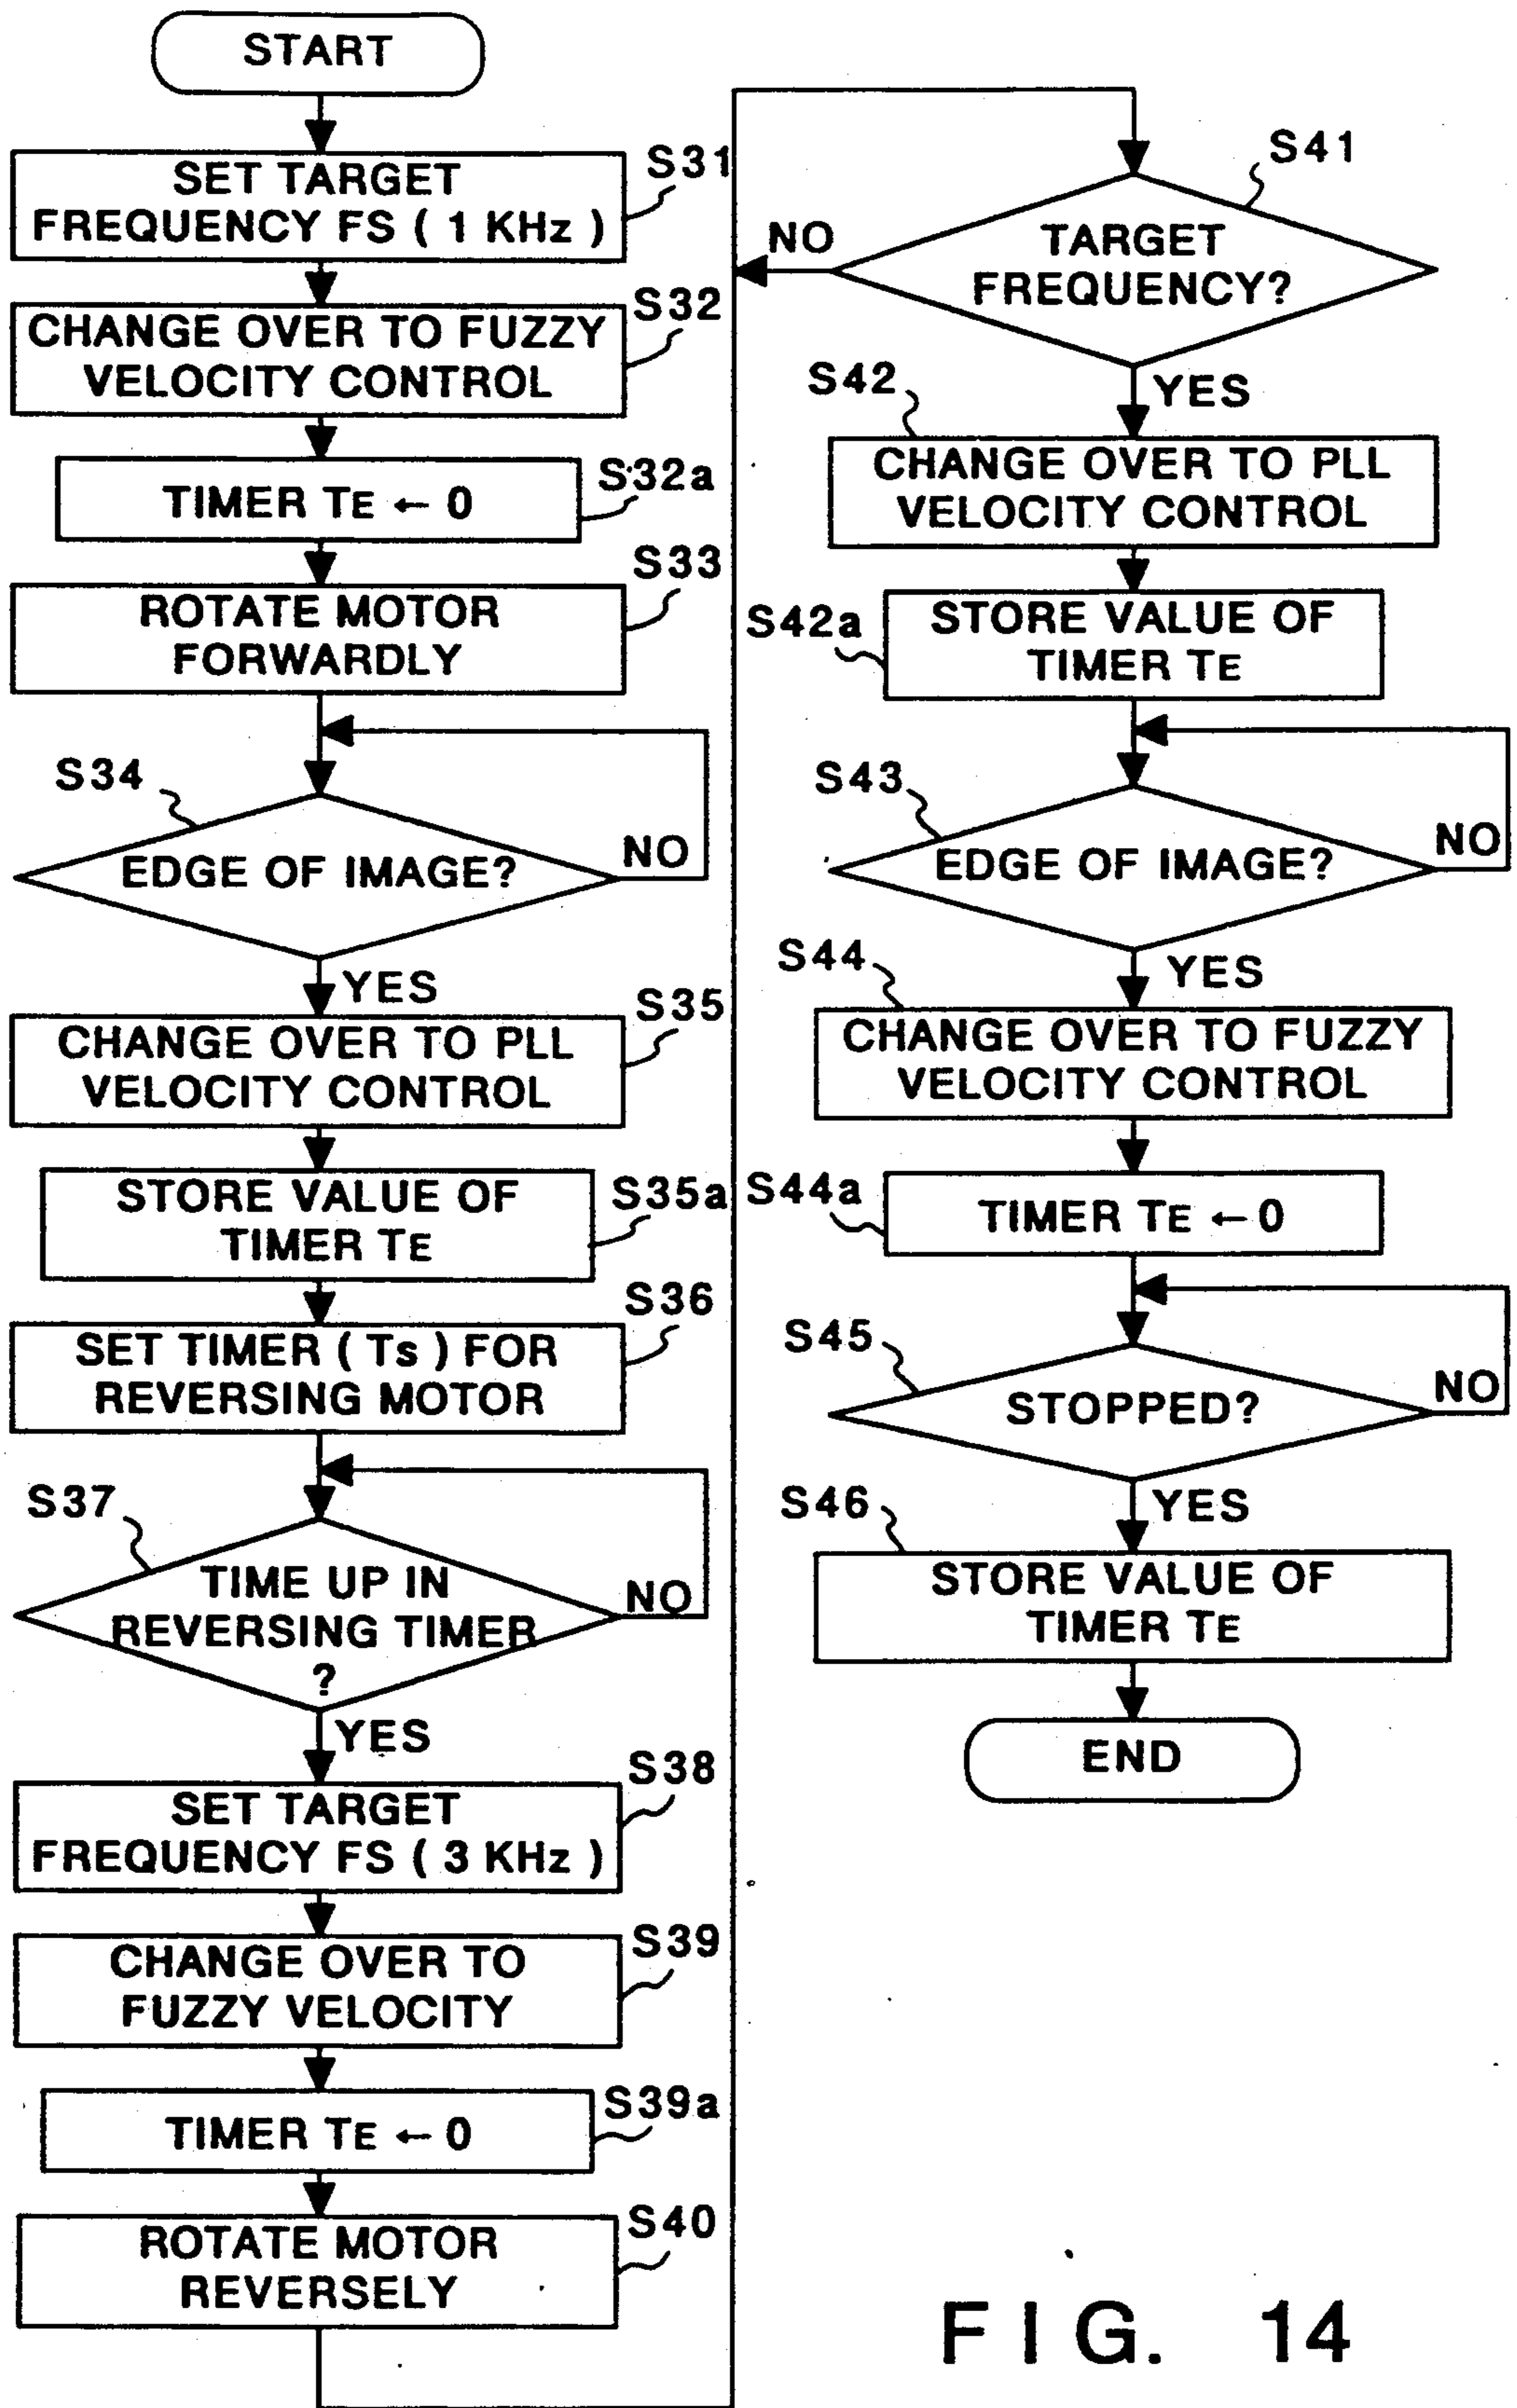 START
S31
SET TARGET
FREQUENCY FS ( 1 KHz )
S32
CHANGE OVER TO FUZZY
VELOCITY CONTROL
S32a
TIMER TE ← 0
S33
ROTATE MOTOR
FORWARDLY
S34
EDGE OF IMAGE?
NO
YES
S35
CHANGE OVER TO PLL
VELOCITY CONTROL
S35a
STORE VALUE OF
TIMER TE
S36
SET TIMER ( Ts ) FOR
REVERSING MOTOR
S37
TIME UP IN
REVERSING TIMER
?
NO
YES
S38
SET TARGET
FREQUENCY FS ( 3 KHz )
S39
CHANGE OVER TO
FUZZY VELOCITY
S39a
TIMER TE ← 0
S40
ROTATE MOTOR
REVERSELY
S41
TARGET
FREQUENCY?
NO
YES
S42
CHANGE OVER TO PLL
VELOCITY CONTROL
S42a
STORE VALUE OF
TIMER TE
S43
EDGE OF IMAGE?
NO
YES
S44
CHANGE OVER TO FUZZY
VELOCITY CONTROL
S44a
TIMER TE ← 0
S45
STOPPED?
NO
YES
S46
STORE VALUE OF
TIMER TE
END
FIG. 14